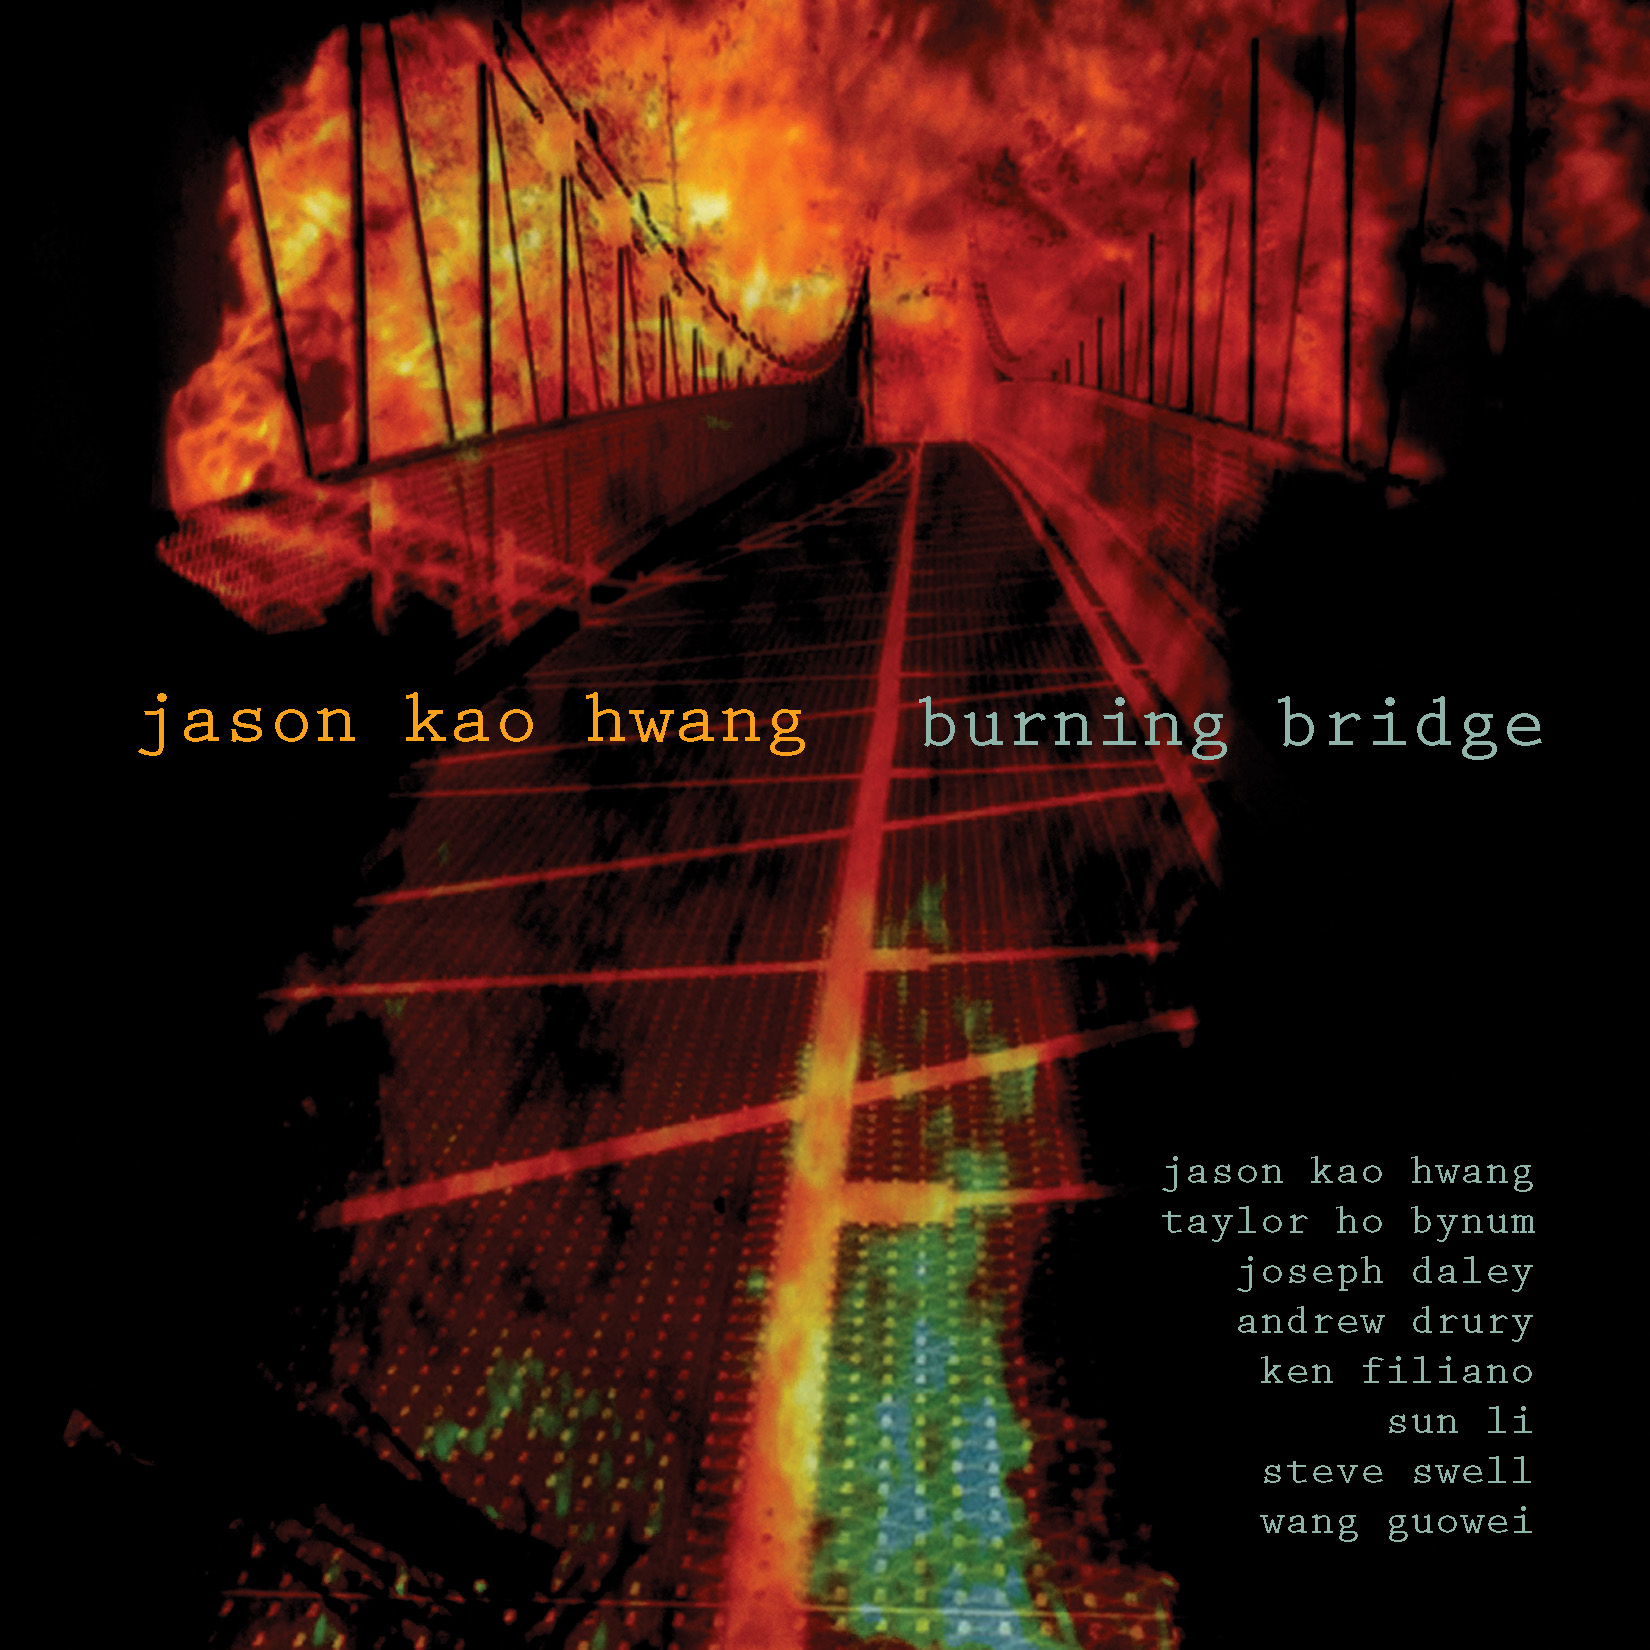 jason kao hwang burning bridge
jason kao hwang
taylor ho bynum
joseph daley
andrew drury
ken filiano
sun li
steve swell
wang guowei